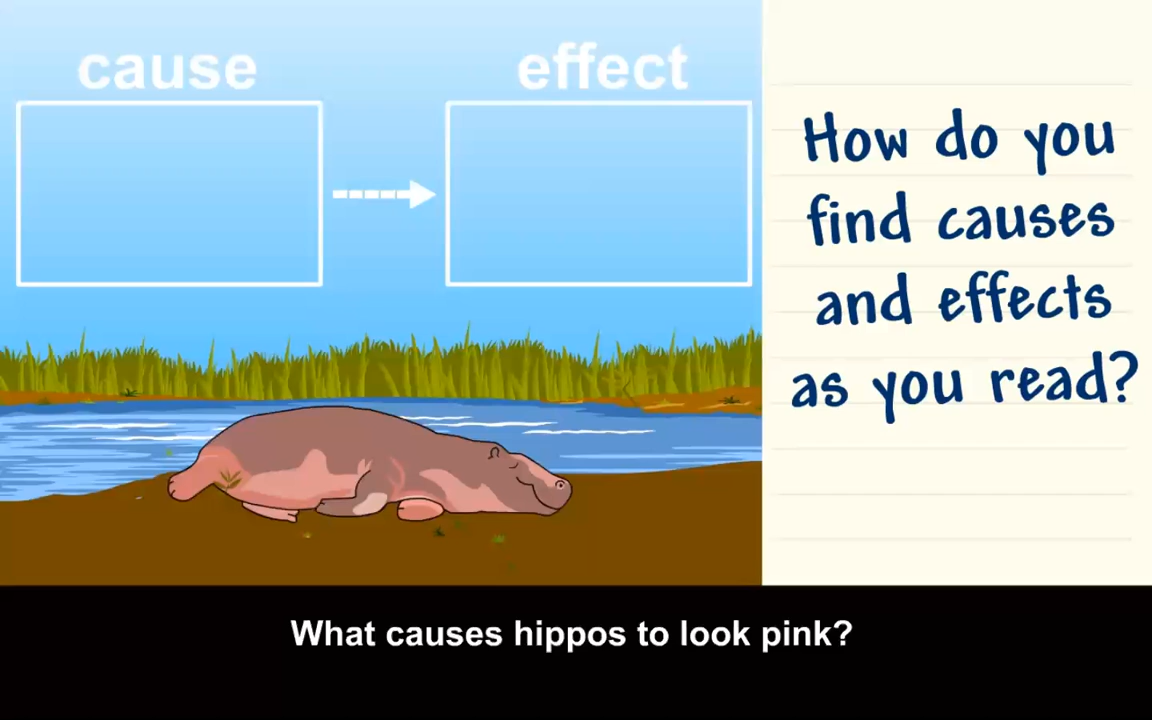 cause
effect
How do you
find causes
and effects
as you read?
What causes hippos to look pink?